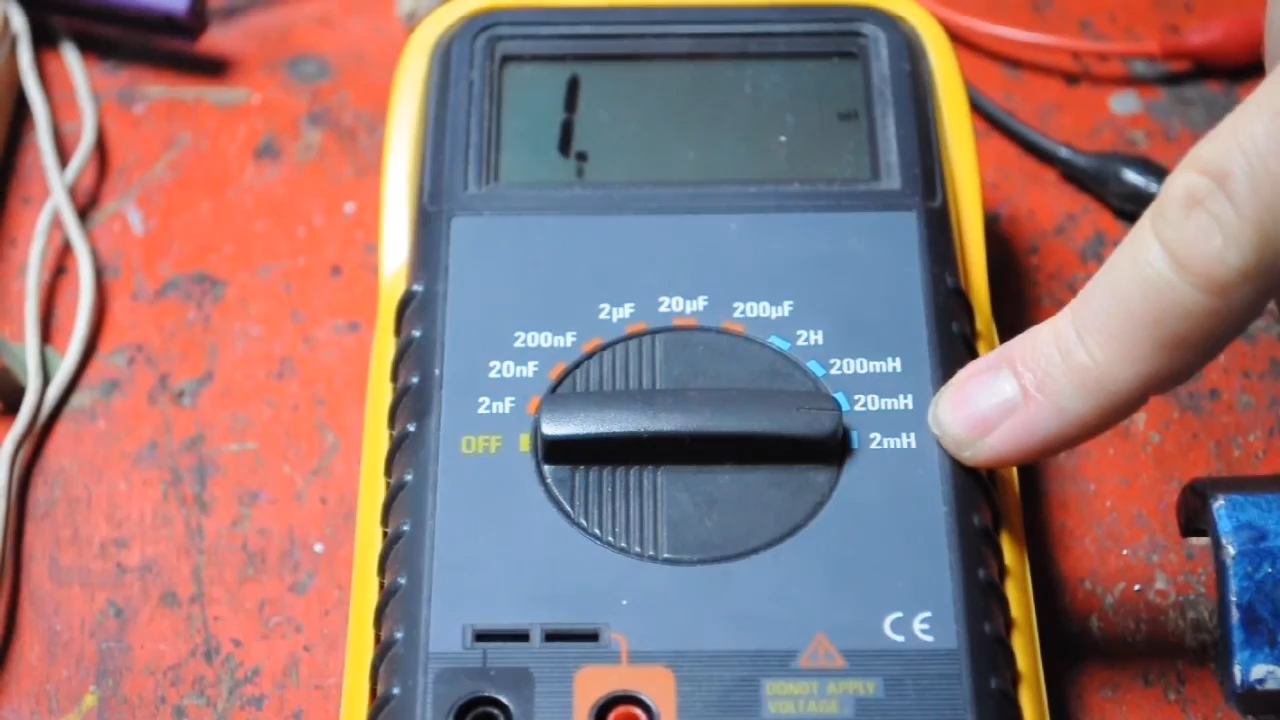 1.
2µF 20µF 200µF
200nF 2H
20nF 200mH
2nF 20mH
OFF 2mH
CE
DONOT APPLY
VOLTAGE.